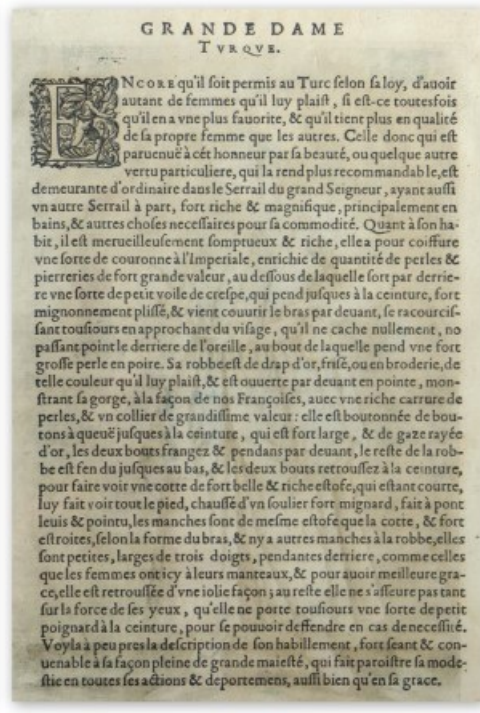 GRANDE DAME
TVRQVE.
ENCORE qu'il soit permis au Turc selon sa loy, d'auoir
autant de femmes qu'il luy plaist, si est-ce toutesfois
qu'il en a vne plus fauorite, & qu'il tient plus en qualité
de sa propre femme que les autres. Celle donc qui est
paruenuë à cét honneur par sa beauté, ou quelque autre
vertu particuliere, qui la rend plus recommandable, est
demeurante d'ordinaire dans le Serrail du grand Seigneur, ayant aussi
vn autre Serrail à part, fort riche & magnifique, principalement en
bains, & autres choses necessaires pour sa commodité. Quant à son ha-
bit, il est merueilleusement somptueux & riche, elle a pour coiffure
vne sorte de couronne à l'Imperiale, enrichie de quantité de perles &
pierreries de fort grande valeur, au dessous de laquelle sort par derrie-
re vne sorte de petit voile de crespe, qui pend jusques à la ceinture, fort
mignonnement plissé, & vient couurir le bras par deuant, se racourcis-
sant tousiours en approchant du visage, qu'il ne cache nullement, no
passant point le derriere de l'oreille, au bout de laquelle pend vne fort
grosse perle en poire. Sa robbe est de drap d'or, frisé, ou en broderie, de
telle couleur qu'il luy plaist, & est ouuerte par deuant en pointe, mon-
strant sa gorge, à la façon de nos Françoises, auec vne riche carrure de
perles, & vn collier de grandissime valeur : elle est boutonnée de bou-
tons à queuë jusques à la ceinture, qui est fort large, & de gaze rayée
d'or, les deux bouts frangez & pendans par deuant, le reste de la rob-
be est fendu jusques au bas, & les deux bouts retroussez à la ceinture,
pour faire voir vne cotte de fort belle & riche estofe, qui estant courte,
luy fait voir tout le pied, chaussé d'vn soulier fort mignard, fait à pont
leuis & pointu, les manches sont de mesme estofe que la cotte, & fort
estroites, selon la forme du bras, & ny a autres manches à la robbe, elles
sont petites, larges de trois doigts, pendantes derriere, comme celles
que les femmes ont icy à leurs manteaux, & pour auoir meilleure gra-
ce, elle est retroussée d'vne iolie façon ; au reste elle ne s'asseure pas tant
sur la force de ses yeux, qu'elle ne porte tousiours vne sorte de petit
poignard à la ceinture, pour se pouuoir deffendre en cas de necessité.
Voyla à peu pres la description de son habillement, fort seant & con-
uenable à sa façon pleine de grande maiesté, qui fait paroistre sa mode-
stie en toutes ses actions & deportemens, aussi bien qu'en sa grace.